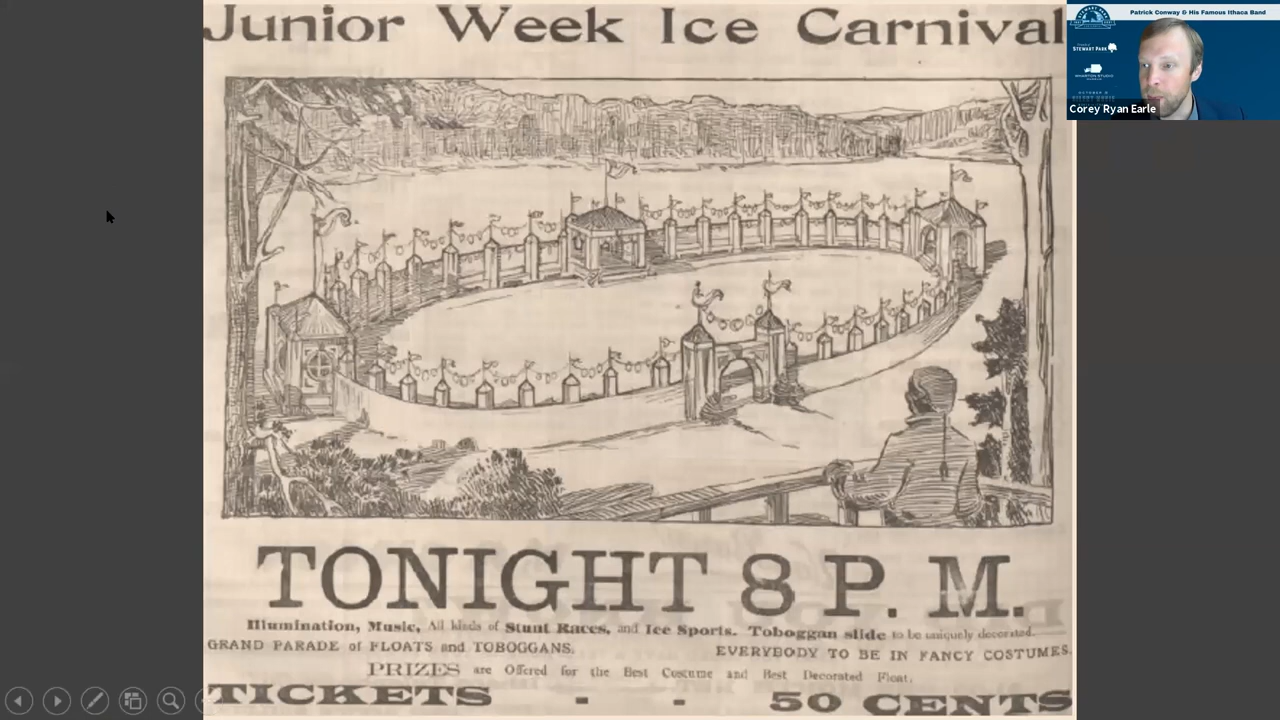 Junior Week Ice Carnival
Patrick Conway & His Famous Ithaca Band
STEWART PARK
WHARTON STUDIO
MUSEUM
Corey Ryan Earle
TONIGHT 8 P. M.
Illumination, Music, All kinds of Stunt Races, and Ice Sports. Toboggan slide to be uniquely decorated.
GRAND PARADE of FLOATS and TOBOGGANS. EVERYBODY TO BE IN FANCY COSTUMES.
PRIZES are Offered for the Best Costume and Best Decorated Float.
TICKETS - - 50 CENTS